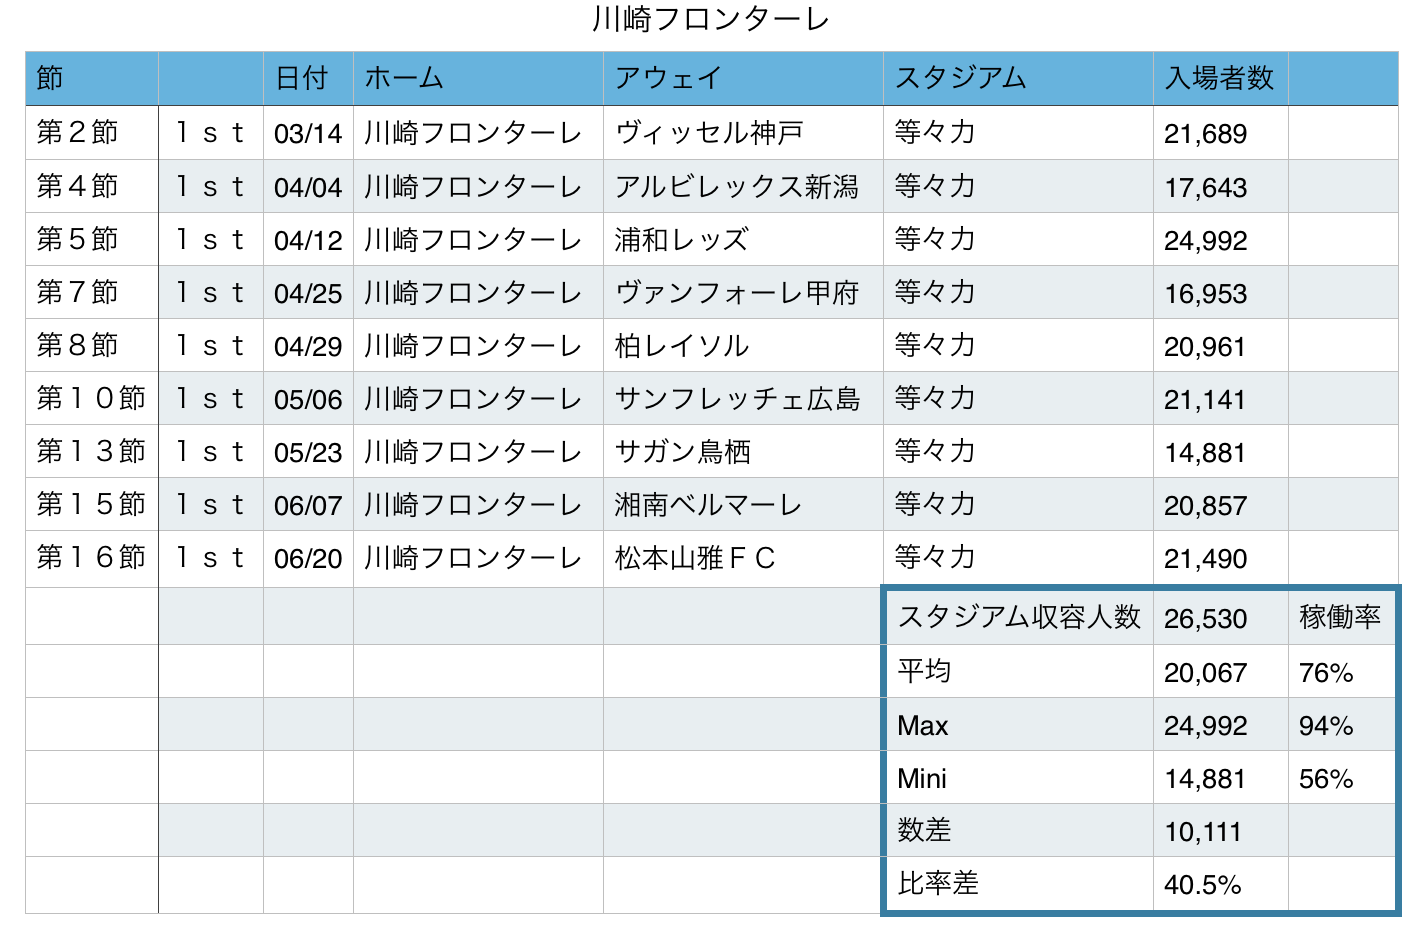 川崎フロンターレ
節 日付 ホーム アウェイ スタジアム 入場者数
第２節 １ｓｔ 03/14 川崎フロンターレ ヴィッセル神戸 等々力 21,689
第４節 １ｓｔ 04/04 川崎フロンターレ アルビレックス新潟 等々力 17,643
第５節 １ｓｔ 04/12 川崎フロンターレ 浦和レッズ 等々力 24,992
第７節 １ｓｔ 04/25 川崎フロンターレ ヴァンフォーレ甲府 等々力 16,953
第８節 １ｓｔ 04/29 川崎フロンターレ 柏レイソル 等々力 20,961
第１０節 １ｓｔ 05/06 川崎フロンターレ サンフレッチェ広島 等々力 21,141
第１３節 １ｓｔ 05/23 川崎フロンターレ サガン鳥栖 等々力 14,881
第１５節 １ｓｔ 06/07 川崎フロンターレ 湘南ベルマーレ 等々力 20,857
第１６節 １ｓｔ 06/20 川崎フロンターレ 松本山雅ＦＣ 等々力 21,490
スタジアム収容人数 26,530 稼働率
平均 20,067 76%
Max 24,992 94%
Mini 14,881 56%
数差 10,111
比率差 40.5%